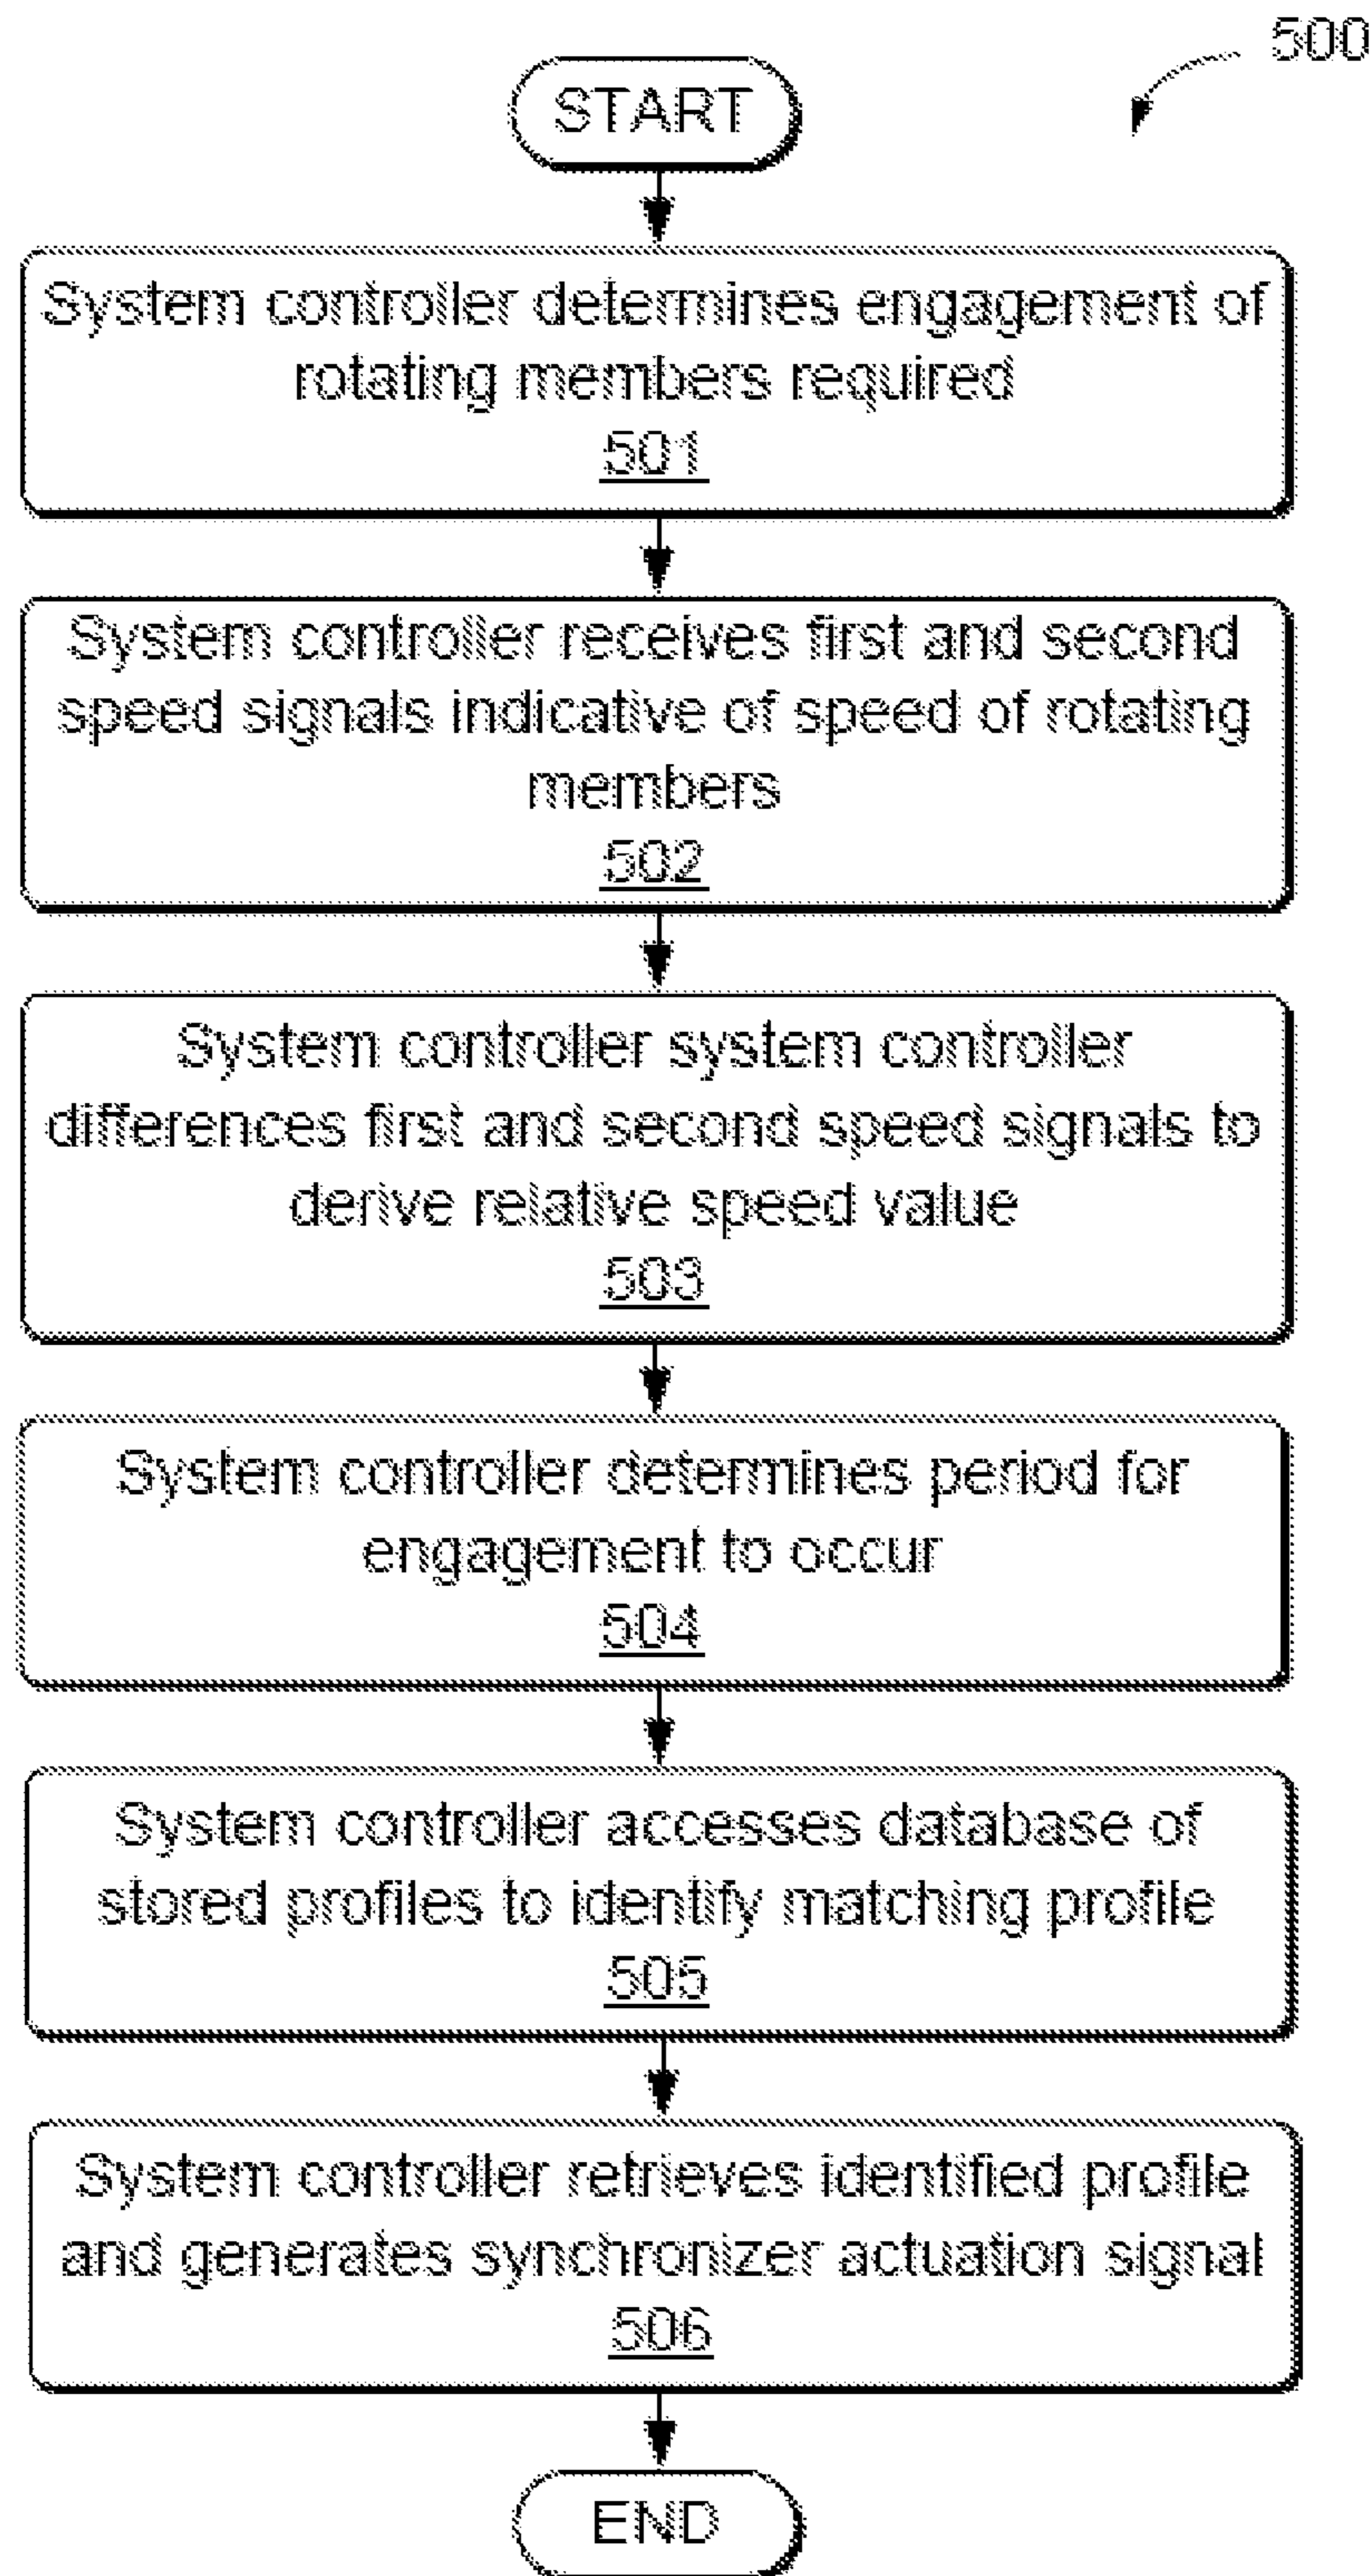 500
START
System controller determines engagement of
rotating members required
501
System controller receives first and second
speed signals indicative of speed of rotating
members
502
System controller system controller
differences first and second speed signals to
derive relative speed value
503
System controller determines period for
engagement to occur
504
System controller accesses database of
stored profiles to identify matching profile
505
System controller retrieves identified profile
and generates synchronizer actuation signal
506
END